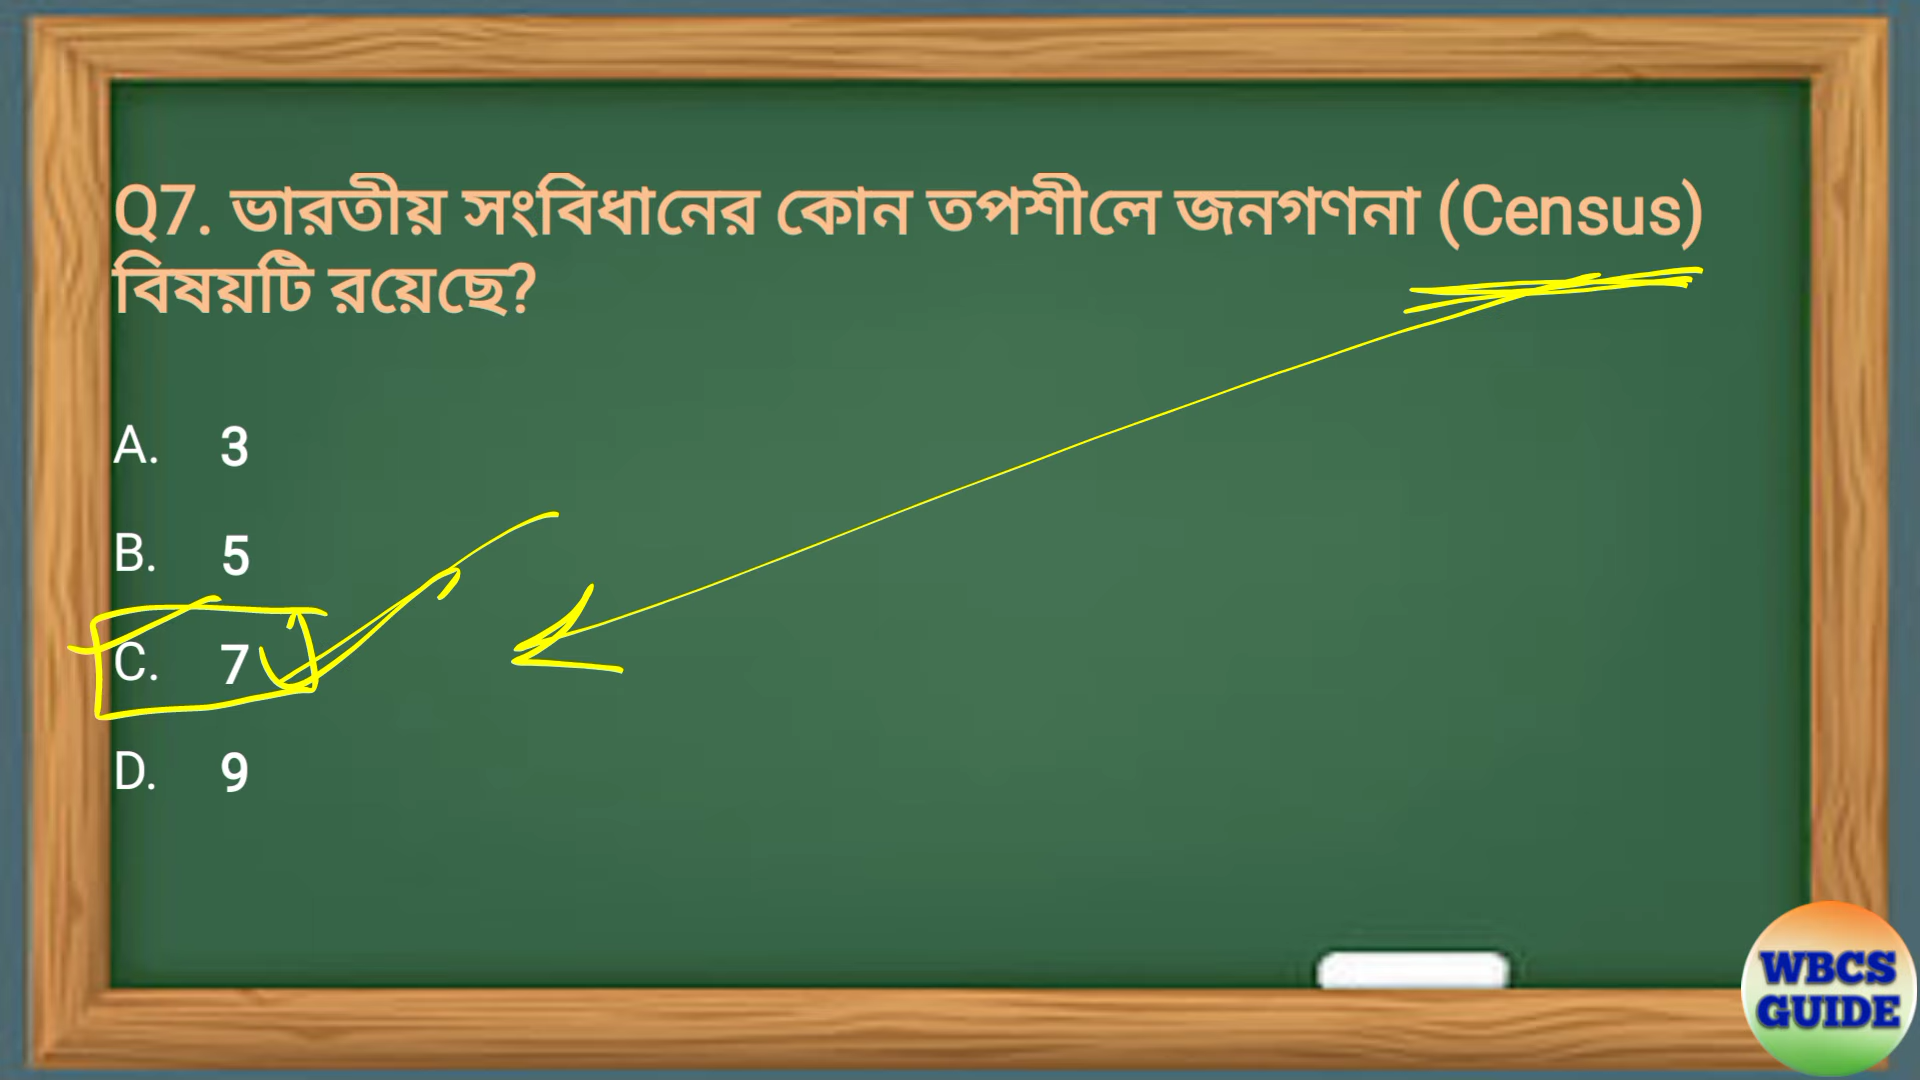 Q7. ভারতীয় সংবিধানের কোন তপশীলে জনগণনা (Census)
বিষয়টি রয়েছে?
A. 3
B. 5
C. 7
D. 9
WBCS
GUIDE